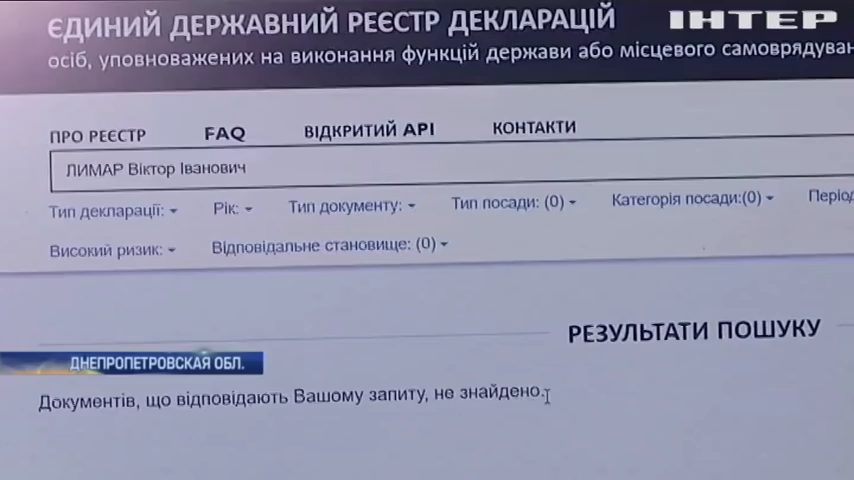 ЄДИНИЙ ДЕРЖАВНИЙ РЕЄСТР ДЕКЛАРАЦІЙ
ІНТЕР
осіб, уповноважених на виконання функцій держави або місцевого самоврядуван
ПРО РЕЄСТР FAQ ВІДКРИТИЙ API КОНТАКТИ
ЛИМАР Віктор Іванович
Тип декларації: Рік: Тип документу: Тип посади: (0) Категорія посади:(0) Період
Високий ризик: Відповідальне становище: (0)
РЕЗУЛЬТАТИ ПОШУКУ
ДНЕПРОПЕТРОВСКАЯ ОБЛ.
Документів, що відповідають Вашому запиту, не знайдено.